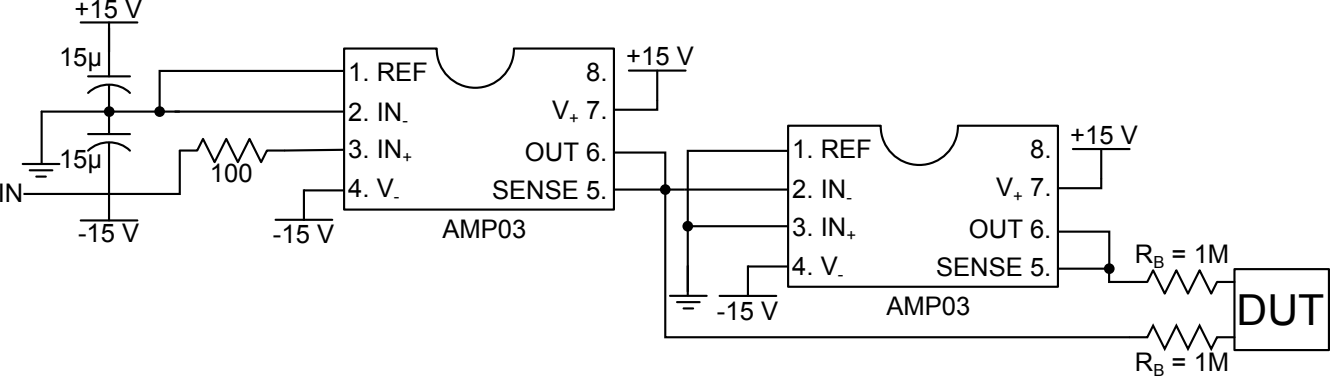 +15 V
15µ
15µ
IN
-15 V
100
1. REF
2. IN-
3. IN+
4. V-
8.
V+ 7.
OUT 6.
SENSE 5.
+15 V
-15 V
AMP03
1. REF
2. IN-
3. IN+
4. V-
8.
V+ 7.
OUT 6.
SENSE 5.
+15 V
-15 V
AMP03
RB = 1M
DUT
RB = 1M